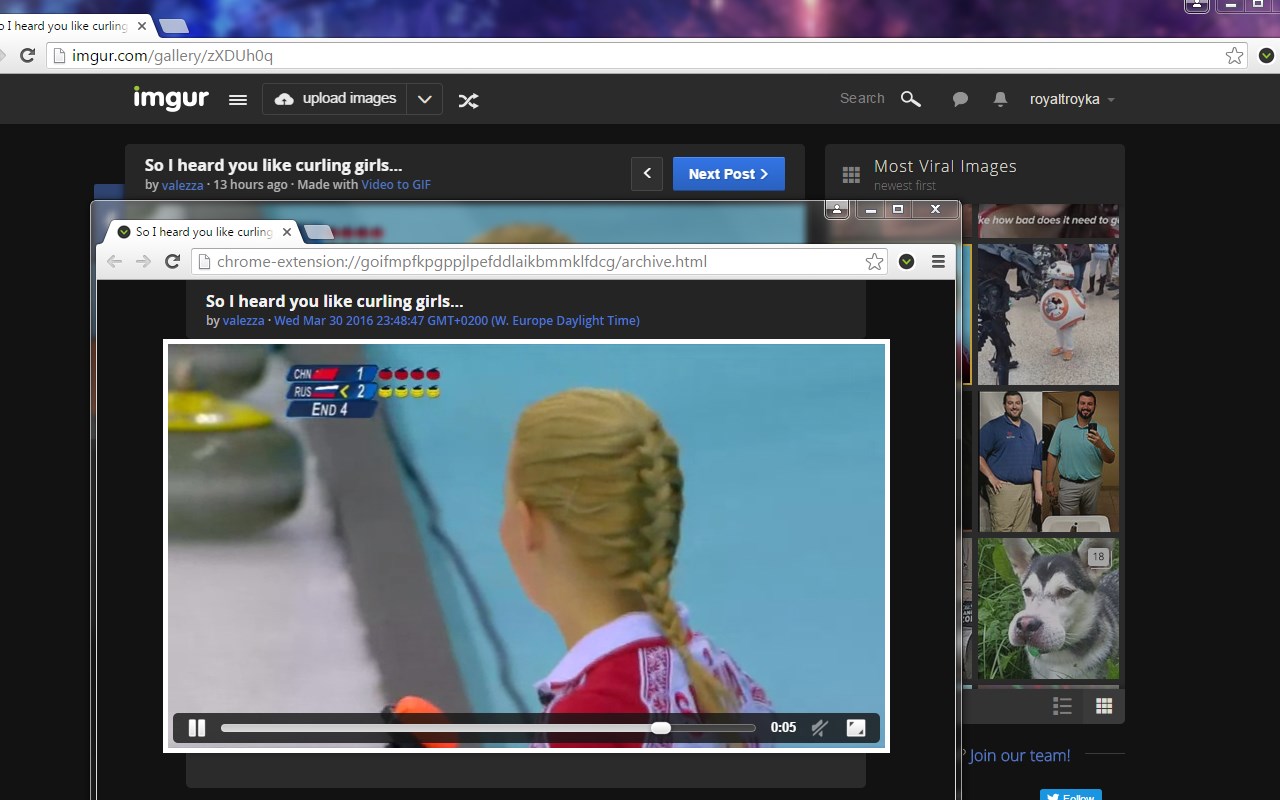 So I heard you like curling
imgur.com/gallery/zXDUh0q
imgur
upload images
Search
royaltroyka
So I heard you like curling girls...
by valezza · 13 hours ago · Made with Video to GIF
Next Post
Most Viral Images
newest first
ke how bad does it need to g
So I heard you like curling
chrome-extension://goifmpfkpgppjlpefddlaikbmmklfdcg/archive.html
So I heard you like curling girls...
by valezza · Wed Mar 30 2016 23:48:47 GMT+0200 (W. Europe Daylight Time)
CHN 1
RUS 2
END 4
18
0:05
Join our team!
Follow